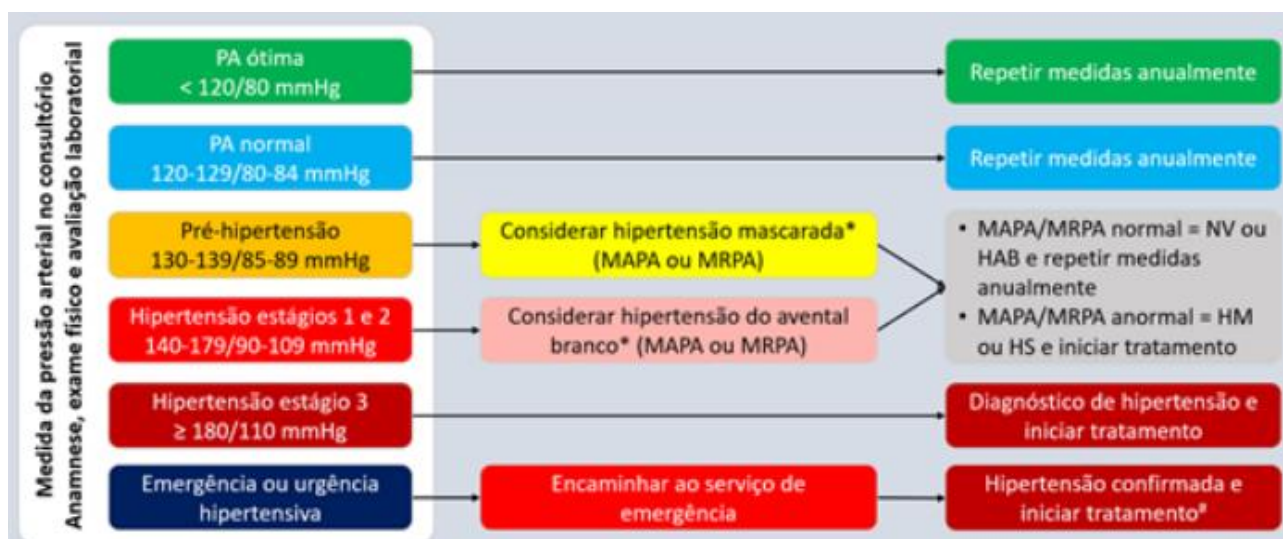 Medida da pressão arterial no consultório
Anamnese, exame físico e avaliação laboratorial
PA ótima
< 120/80 mmHg
Repetir medidas anualmente
PA normal
120-129/80-84 mmHg
Repetir medidas anualmente
Pré-hipertensão
130-139/85-89 mmHg
Considerar hipertensão mascarada*
(MAPA ou MRPA)
Hipertensão estágios 1 e 2
140-179/90-109 mmHg
Considerar hipertensão do avental
branco* (MAPA ou MRPA)
• MAPA/MRPA normal = NV ou
HAB e repetir medidas
anualmente
• MAPA/MRPA anormal = HM
ou HS e iniciar tratamento
Hipertensão estágio 3
≥ 180/110 mmHg
Diagnóstico de hipertensão e
iniciar tratamento
Emergência ou urgência
hipertensiva
Encaminhar ao serviço de
emergência
Hipertensão confirmada e
iniciar tratamento#